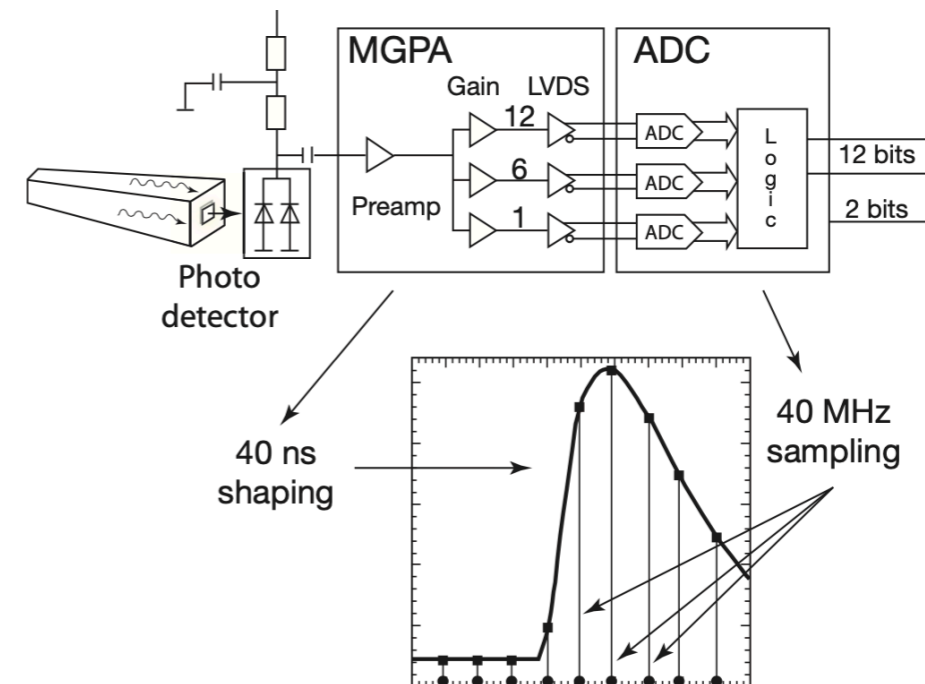 MGPA
ADC
Gain
LVDS
12
ADC
6
ADC
1
ADC
Preamp
L
o
g
i
c
12 bits
2 bits
Photo
detector
40 ns
shaping
40 MHz
sampling